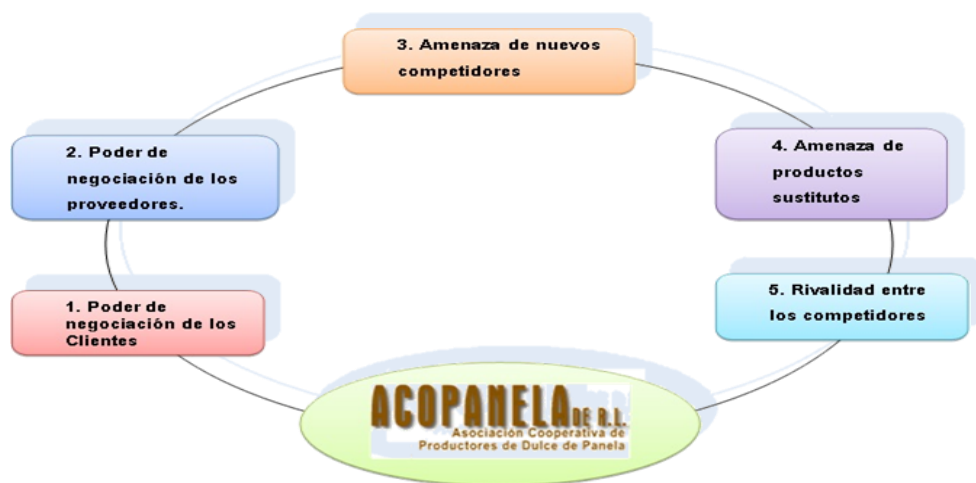 3. Amenaza de nuevos
competidores
2. Poder de
negociación de los
proveedores.
4. Amenaza de
productos
sustitutos
1. Poder de
negociación de los
Clientes
5. Rivalidad entre
los competidores
ACOPANELA DE R.L.
Asociación Cooperativa de
Productores de Dulce de Panela